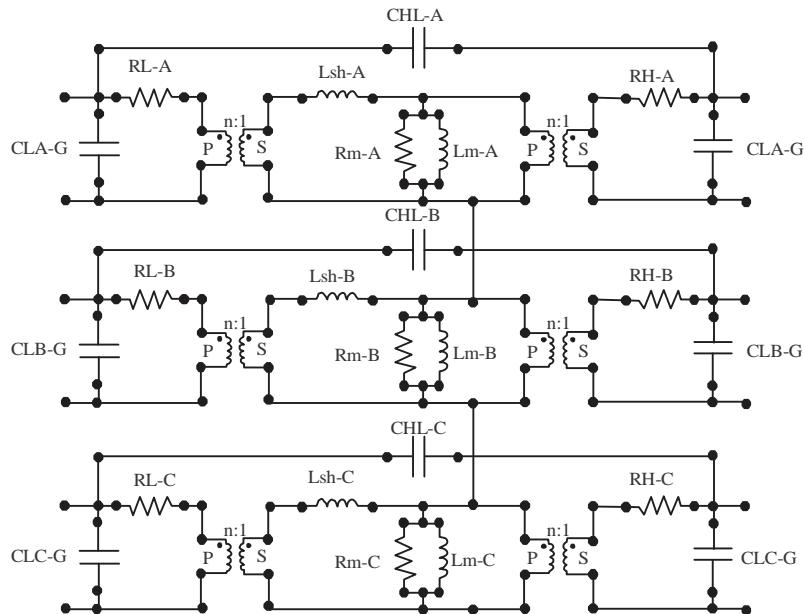 CHL-A
RL-A
Lsh-A
RH-A
n:1
n:1
CLA-G
P
S
Rm-A
Lm-A
P
S
CLA-G
CHL-B
RL-B
Lsh-B
RH-B
n:1
n:1
CLB-G
P
S
Rm-B
Lm-B
P
S
CLB-G
CHL-C
RL-C
Lsh-C
RH-C
n:1
n:1
CLC-G
P
S
Rm-C
Lm-C
P
S
CLC-G